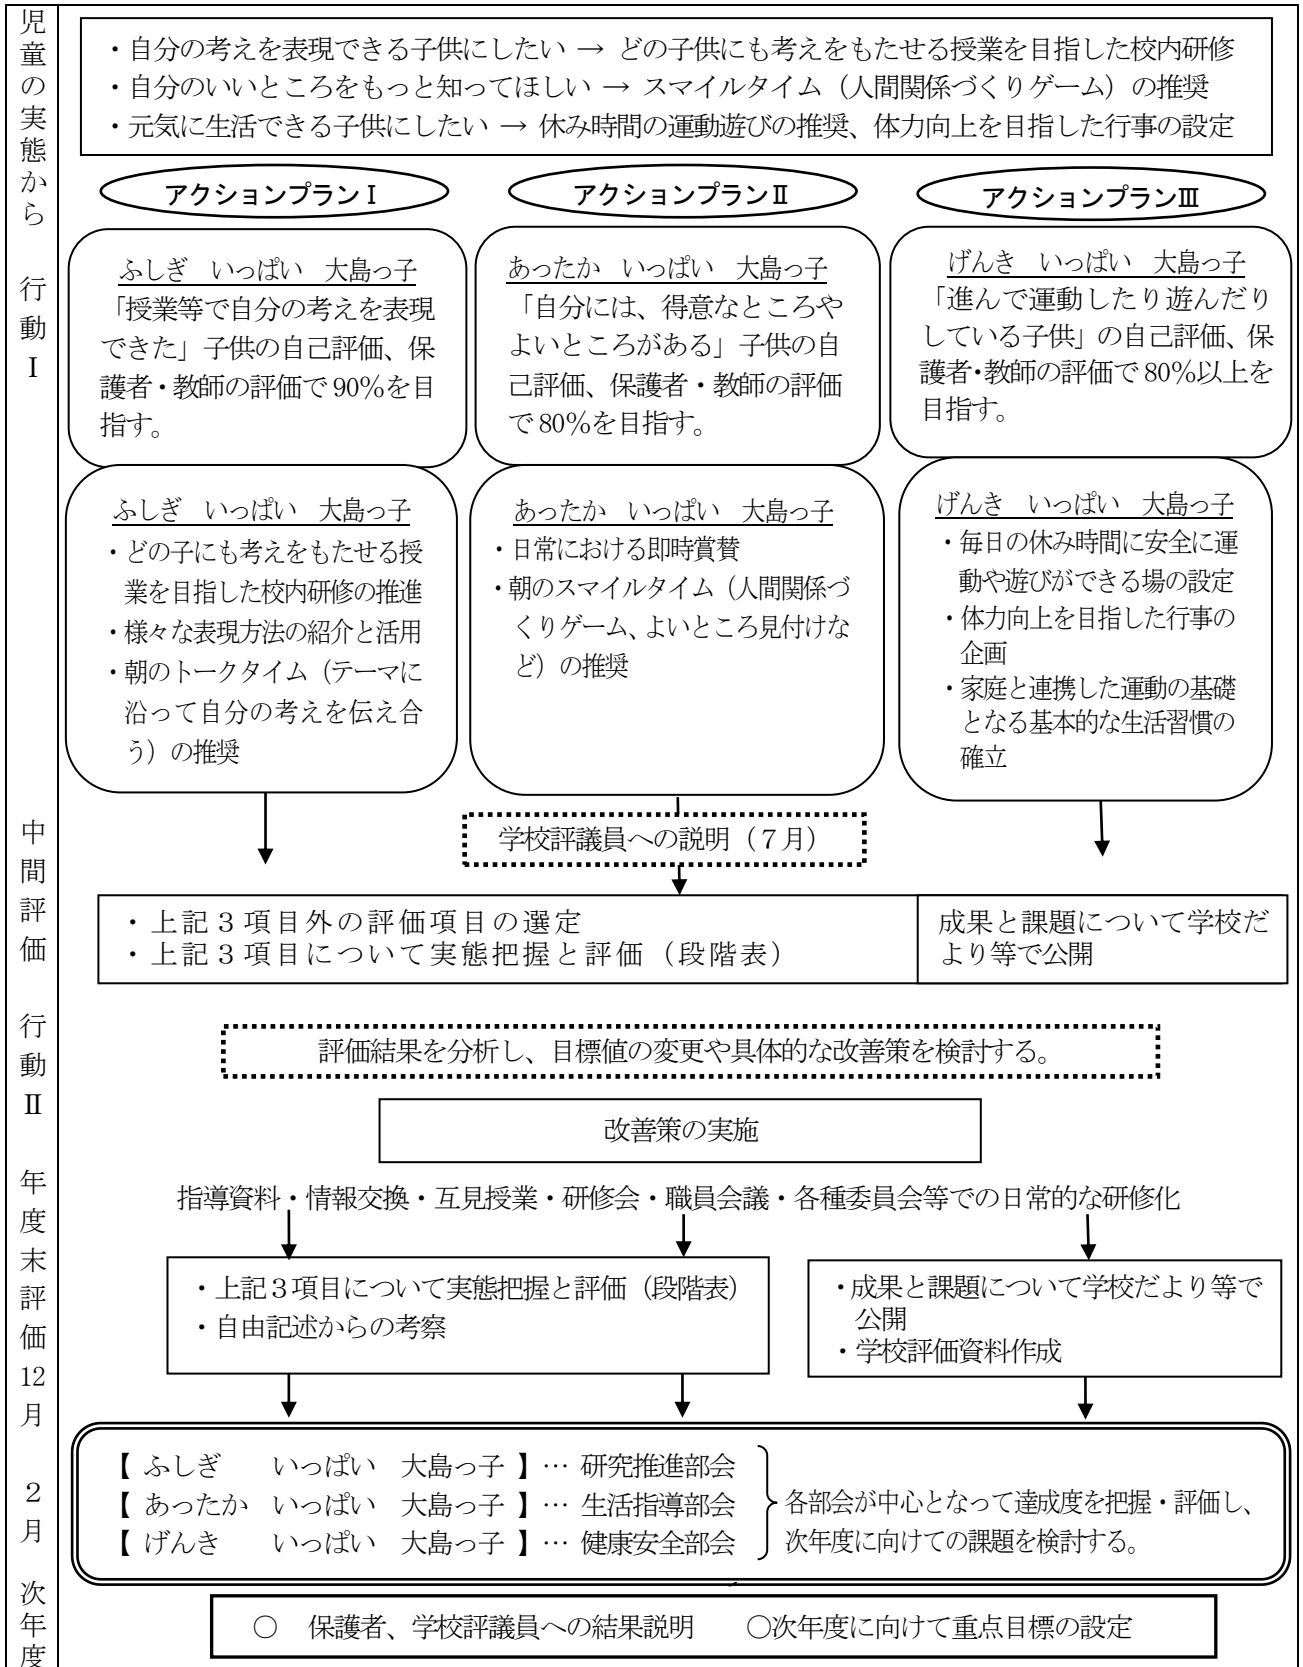 児童の実態から　行動Ⅰ
・自分の考えを表現できる子供にしたい → どの子供にも考えをもたせる授業を目指した校内研修
・自分のいいところをもっと知ってほしい → スマイルタイム（人間関係づくりゲーム）の推奨
・元気に生活できる子供にしたい → 休み時間の運動遊びの推奨、体力向上を目指した行事の設定
アクションプランⅠ
ふしぎ　いっぱい　大島っ子
「授業等で自分の考えを表現
できた」子供の自己評価、保
護者・教師の評価で90％を目
指す。
ふしぎ　いっぱい　大島っ子
・どの子にも考えをもたせる授
業を目指した校内研修の推進
・様々な表現方法の紹介と活用
・朝のトークタイム（テーマに
沿って自分の考えを伝え合
う）の推奨
アクションプランⅡ
あったか　いっぱい　大島っ子
「自分には、得意なところや
よいところがある」子供の自
己評価、保護者・教師の評価
で80％を目指す。
あったか　いっぱい　大島っ子
・日常における即時賞賛
・朝のスマイルタイム（人間関係づ
くりゲーム、よいところ見付けな
ど）の推奨
アクションプランⅢ
げんき　いっぱい　大島っ子
「進んで運動したり遊んだり
している子供」の自己評価、保
護者・教師の評価で80％以上を
目指す。
げんき　いっぱい　大島っ子
・毎日の休み時間に安全に運
動や遊びができる場の設定
・体力向上を目指した行事の
企画
・家庭と連携した運動の基礎
となる基本的な生活習慣の
確立
中間評価
学校評議員への説明（７月）
・上記３項目外の評価項目の選定
・上記３項目について実態把握と評価（段階表）
成果と課題について学校だ
より等で公開
行動Ⅱ
評価結果を分析し、目標値の変更や具体的な改善策を検討する。
改善策の実施
指導資料・情報交換・互見授業・研修会・職員会議・各種委員会等での日常的な研修化
年度末評価12月
・上記３項目について実態把握と評価（段階表）
・自由記述からの考察
・成果と課題について学校だより等で
公開
・学校評価資料作成
２月
【 ふしぎ　いっぱい　大島っ子 】… 研究推進部会
【 あったか　いっぱい　大島っ子 】… 生活指導部会
【 げんき　いっぱい　大島っ子 】… 健康安全部会
各部会が中心となって達成度を把握・評価し、
次年度に向けての課題を検討する。
次年度
○　保護者、学校評議員への結果説明　○次年度に向けて重点目標の設定